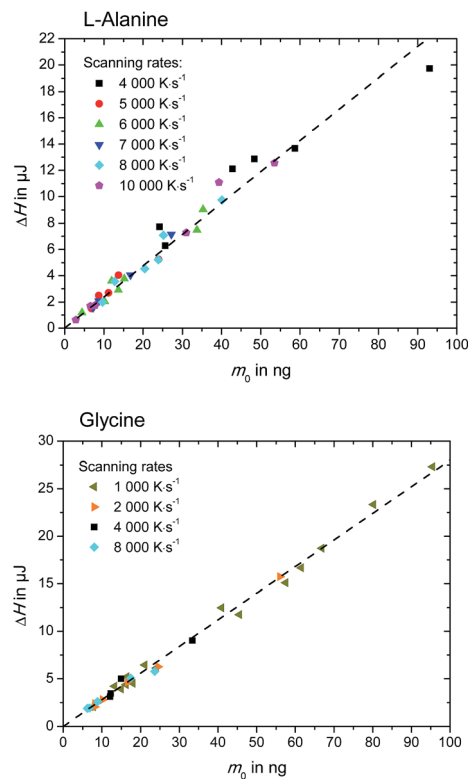 L-Alanine
22
20
18
16
14
12
10
8
6
4
2
0
ΔH in µJ
Scanning rates:
4 000 K·s⁻¹
5 000 K·s⁻¹
6 000 K·s⁻¹
7 000 K·s⁻¹
8 000 K·s⁻¹
10 000 K·s⁻¹
0 10 20 30 40 50 60 70 80 90 100
m₀ in ng
Glycine
30
25
20
15
10
5
0
ΔH in µJ
Scanning rates
1 000 K·s⁻¹
2 000 K·s⁻¹
4 000 K·s⁻¹
8 000 K·s⁻¹
0 10 20 30 40 50 60 70 80 90 100
m₀ in ng